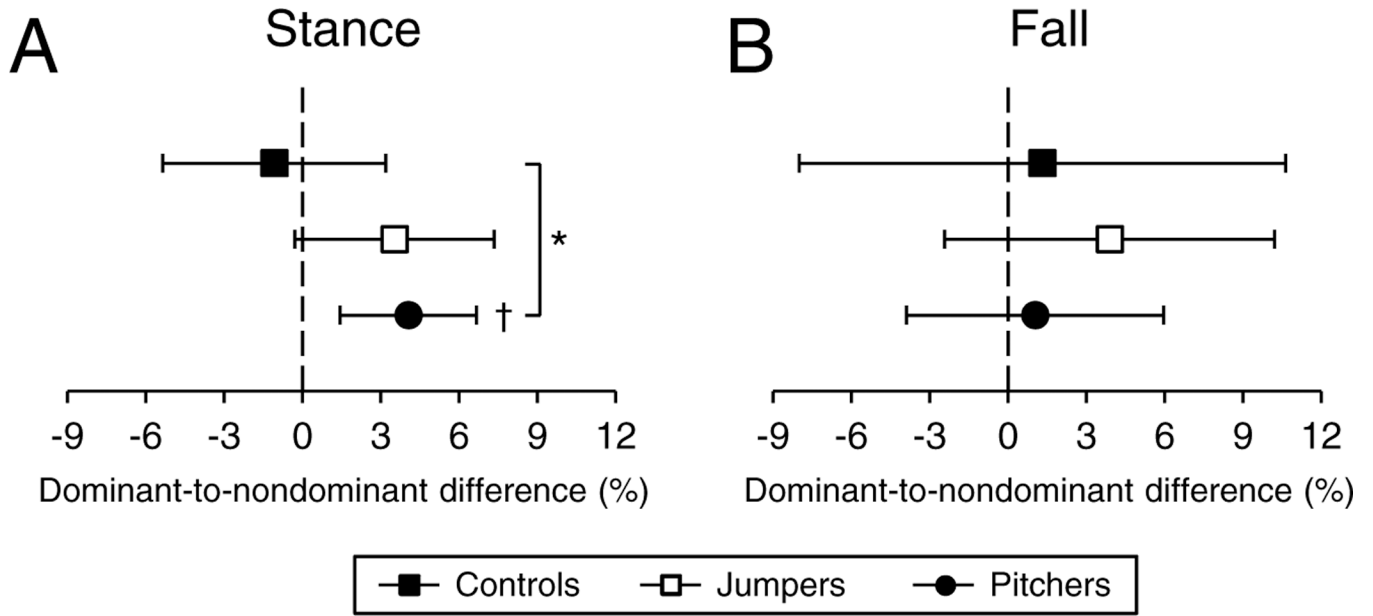 A Stance
B Fall
*
†
-9 -6 -3 0 3 6 9 12
Dominant-to-nondominant difference (%)
-9 -6 -3 0 3 6 9 12
Dominant-to-nondominant difference (%)
Controls Jumpers Pitchers